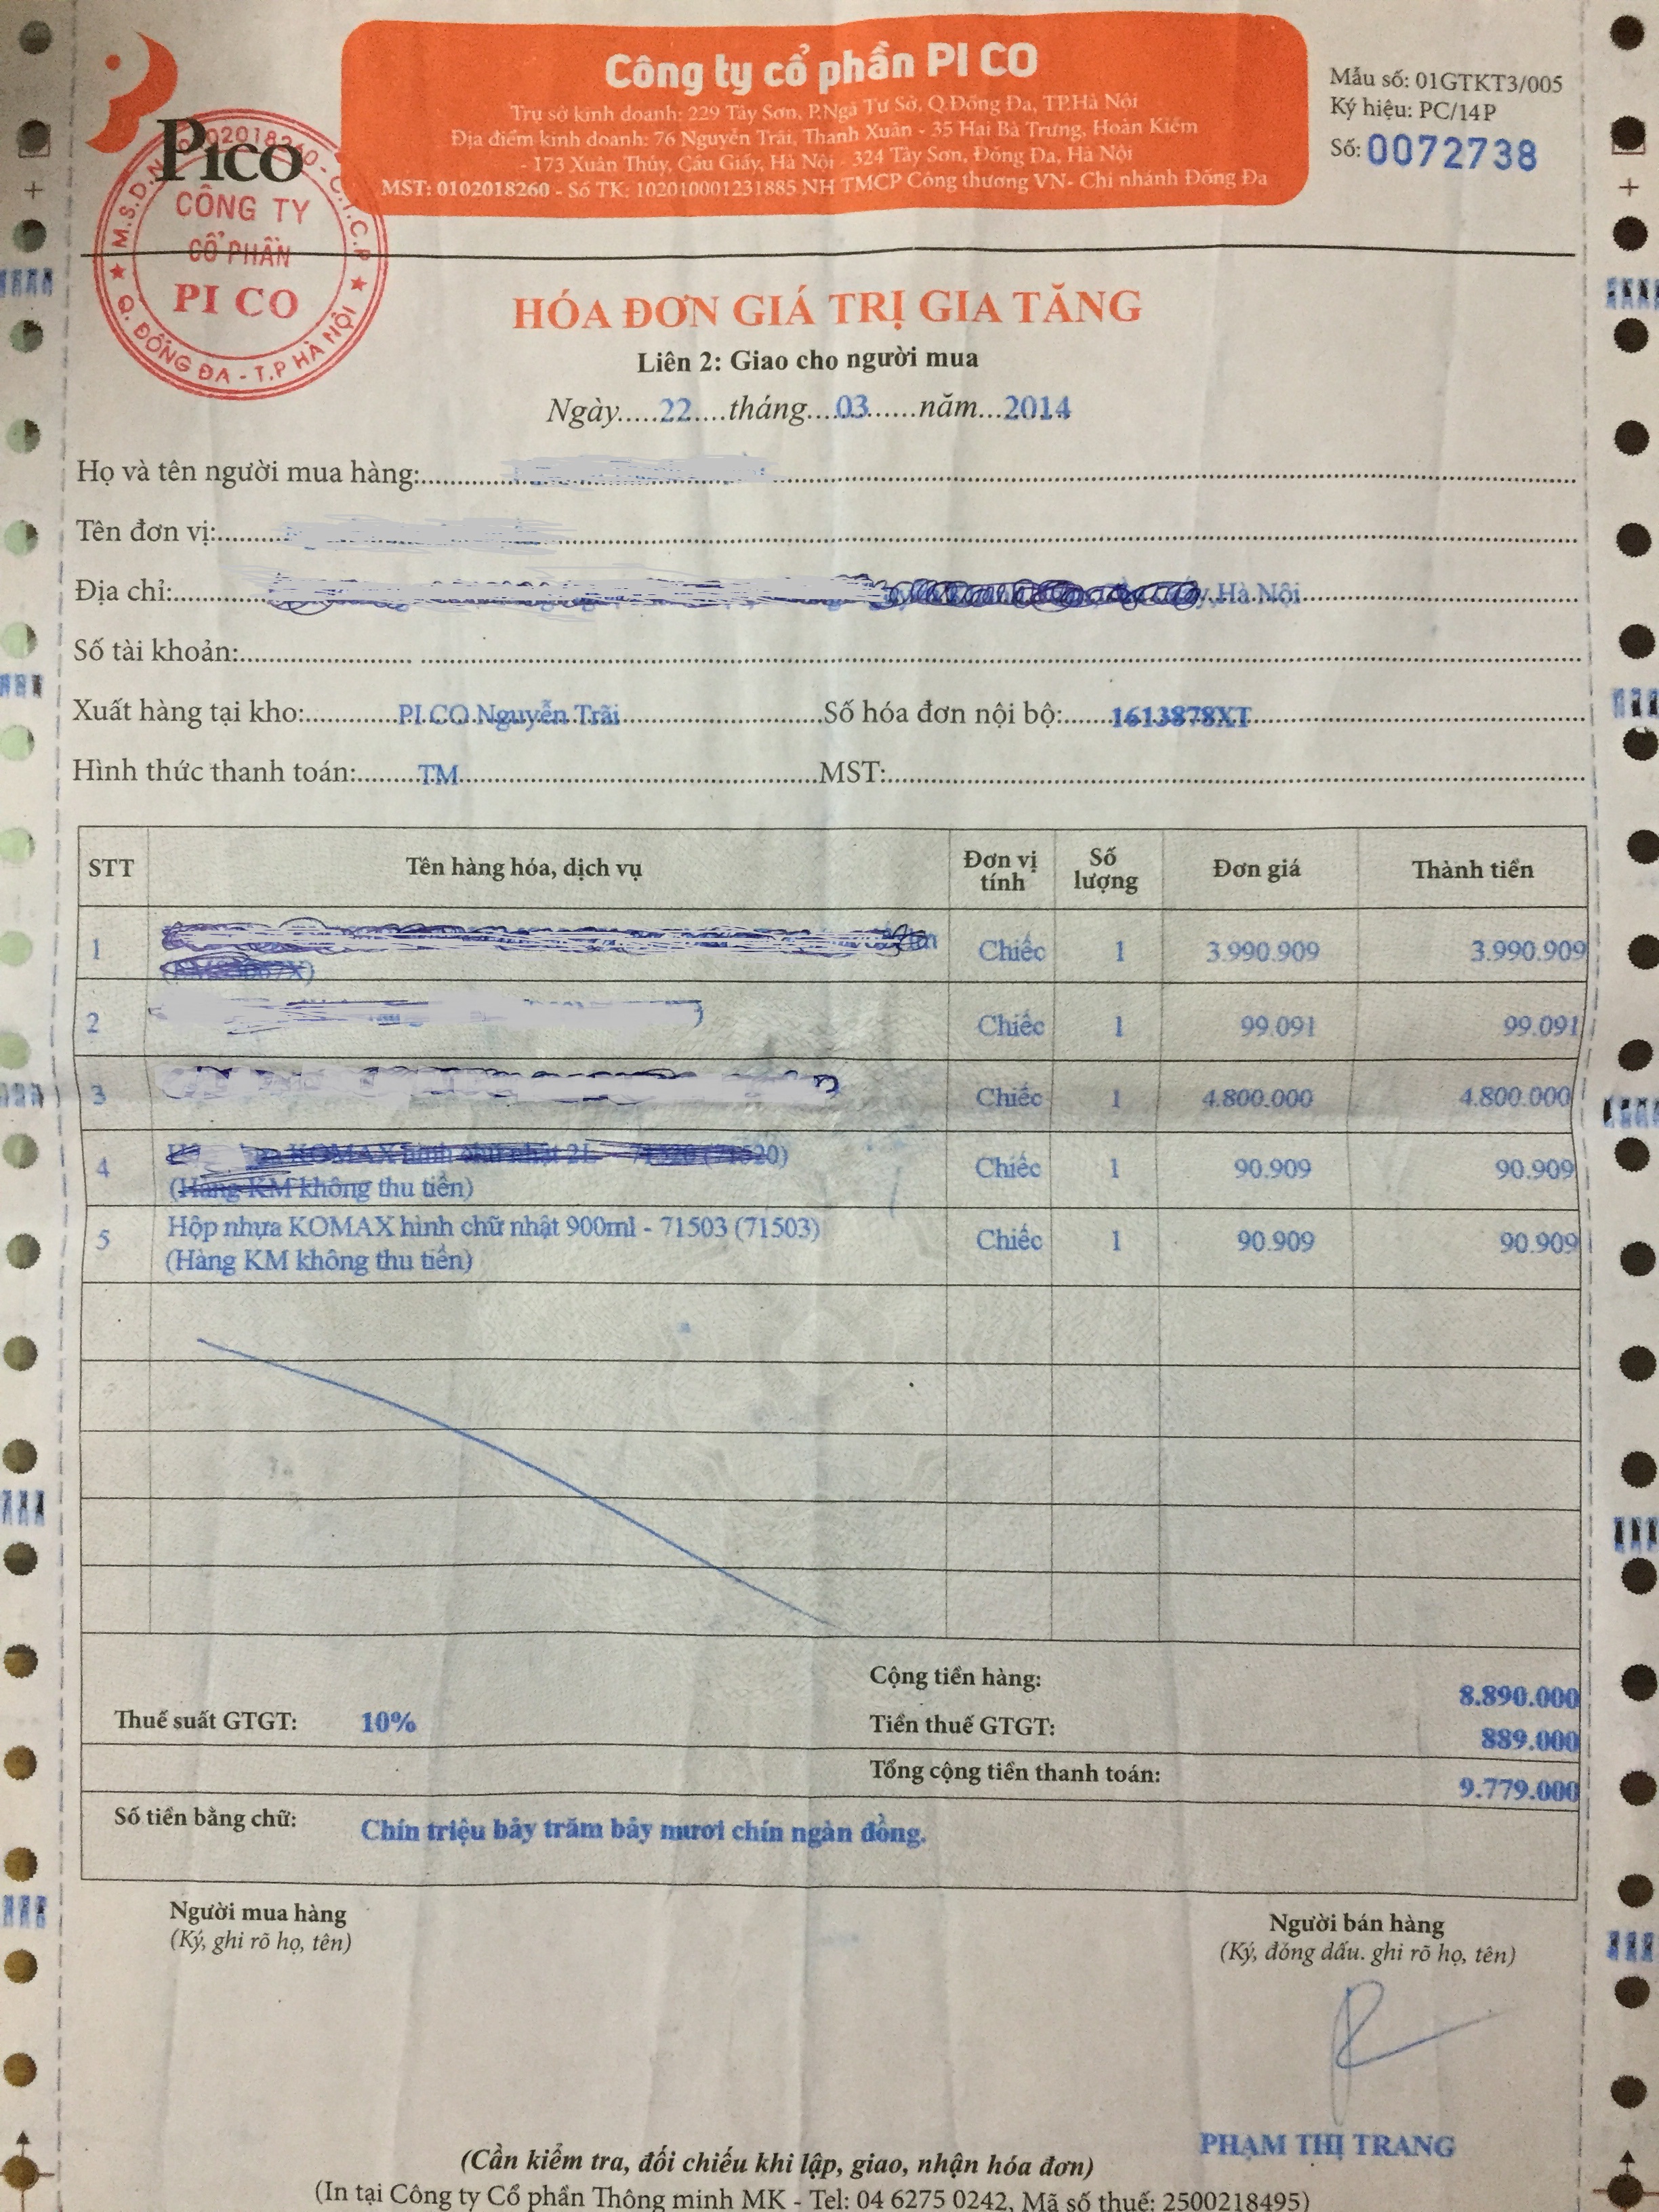 Pico
Công ty cổ phần PI CO
Trụ sở kinh doanh: 229 Tây Sơn, P.Ngã Tư Sở, Q.Đống Đa, TP.Hà Nội
Địa điểm kinh doanh: 76 Nguyễn Trãi, Thanh Xuân - 35 Hai Bà Trưng, Hoàn Kiếm
- 173 Xuân Thủy, Cầu Giấy, Hà Nội - 324 Tây Sơn, Đống Đa, Hà Nội
MST: 0102018260 - Số TK: 102010001231885 NH TMCP Công thương VN- Chi nhánh Đống Đa
Mẫu số: 01GTKT3/005
Ký hiệu: PC/14P
Số: 0072738
M.S.D.N: 0102018260 - C.T.C.P
CÔNG TY
CỔ PHẦN
PI CO
Q. ĐỐNG ĐA - T.P HÀ NỘI
HÓA ĐƠN GIÁ TRỊ GIA TĂNG
Liên 2: Giao cho người mua
Ngày.....22....tháng...03......năm...2014
Họ và tên người mua hàng:
Tên đơn vị:
Địa chỉ: Hà Nội
Số tài khoản:
Xuất hàng tại kho: PI CO Nguyễn Trãi Số hóa đơn nội bộ: 1613878XT
Hình thức thanh toán: TM MST:
STT Tên hàng hóa, dịch vụ Đơn vị tính Số lượng Đơn giá Thành tiền
1 Chiếc 1 3.990.909 3.990.909
2 Chiếc 1 99.091 99.091
3 Chiếc 1 4.800.000 4.800.000
4 KOMAX hình chữ nhật 2L Chiếc 1 90.909 90.909
(Hàng KM không thu tiền)
5 Hộp nhựa KOMAX hình chữ nhật 900ml - 71503 (71503) Chiếc 1 90.909 90.909
(Hàng KM không thu tiền)
Cộng tiền hàng: 8.890.000
Thuế suất GTGT: 10% Tiền thuế GTGT: 889.000
Tổng cộng tiền thanh toán: 9.779.000
Số tiền bằng chữ: Chín triệu bảy trăm bảy mươi chín ngàn đồng.
Người mua hàng
(Ký, ghi rõ họ, tên)
Người bán hàng
(Ký, đóng dấu. ghi rõ họ, tên)
PHẠM THỊ TRANG
(Cần kiểm tra, đối chiếu khi lập, giao, nhận hóa đơn)
(In tại Công ty Cổ phần Thông minh MK - Tel: 04 6275 0242, Mã số thuế: 2500218495)